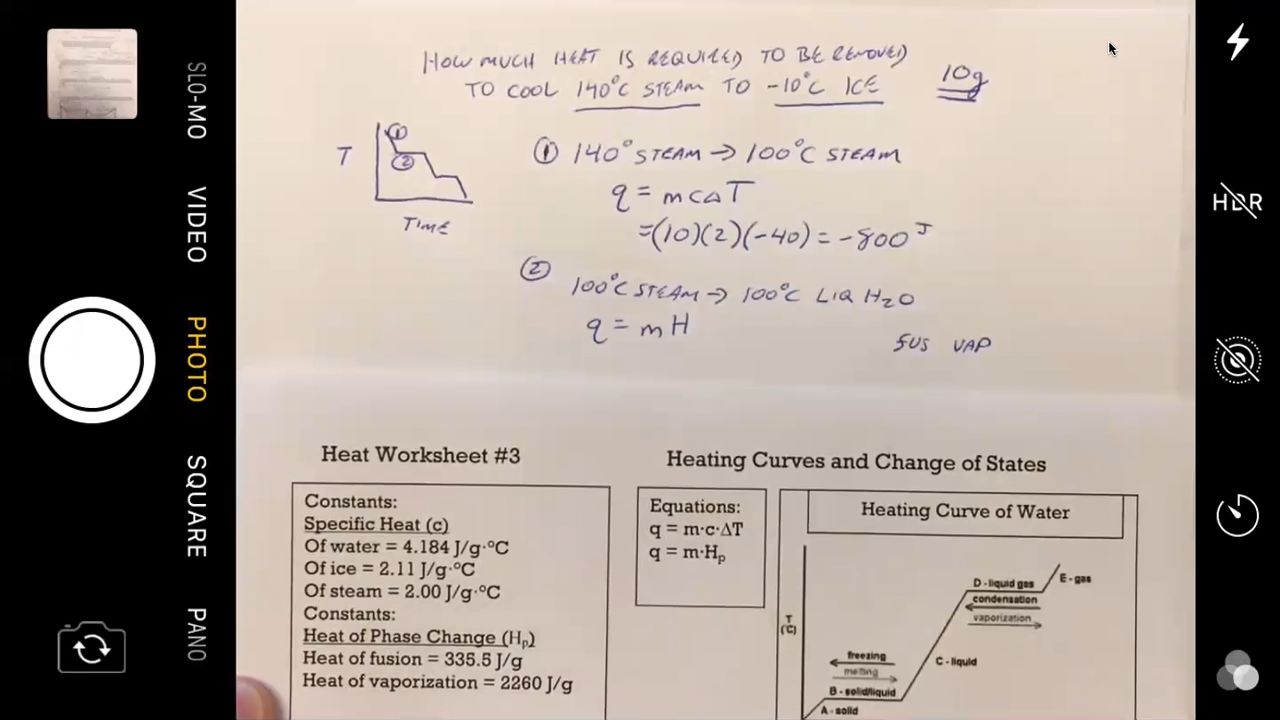 HOW MUCH HEAT IS REQUIRED TO BE REMOVED
TO COOL 140°C STEAM TO -10°C ICE
10g
T
①
②
TIME
① 140° STEAM → 100°C STEAM
q = mc△T
=(10)(2)(-40) = -800 J
② 100°C STEAM → 100°C LIQ H₂O
q = mH
FUS VAP
Heat Worksheet #3
Heating Curves and Change of States
Constants:
Specific Heat (c)
Of water = 4.184 J/g·°C
Of ice = 2.11 J/g·°C
Of steam = 2.00 J/g·°C
Constants:
Heat of Phase Change (Hp)
Heat of fusion = 335.5 J/g
Heat of vaporization = 2260 J/g
Equations:
q = m·c·ΔT
q = m·Hp
Heating Curve of Water
T
(°C)
D - liquid gas
E - gas
condensation
vaporization
C - liquid
freezing
melting
B - solid/liquid
A - solid
SLO-MO
VIDEO
PHOTO
SQUARE
PANO
HDR